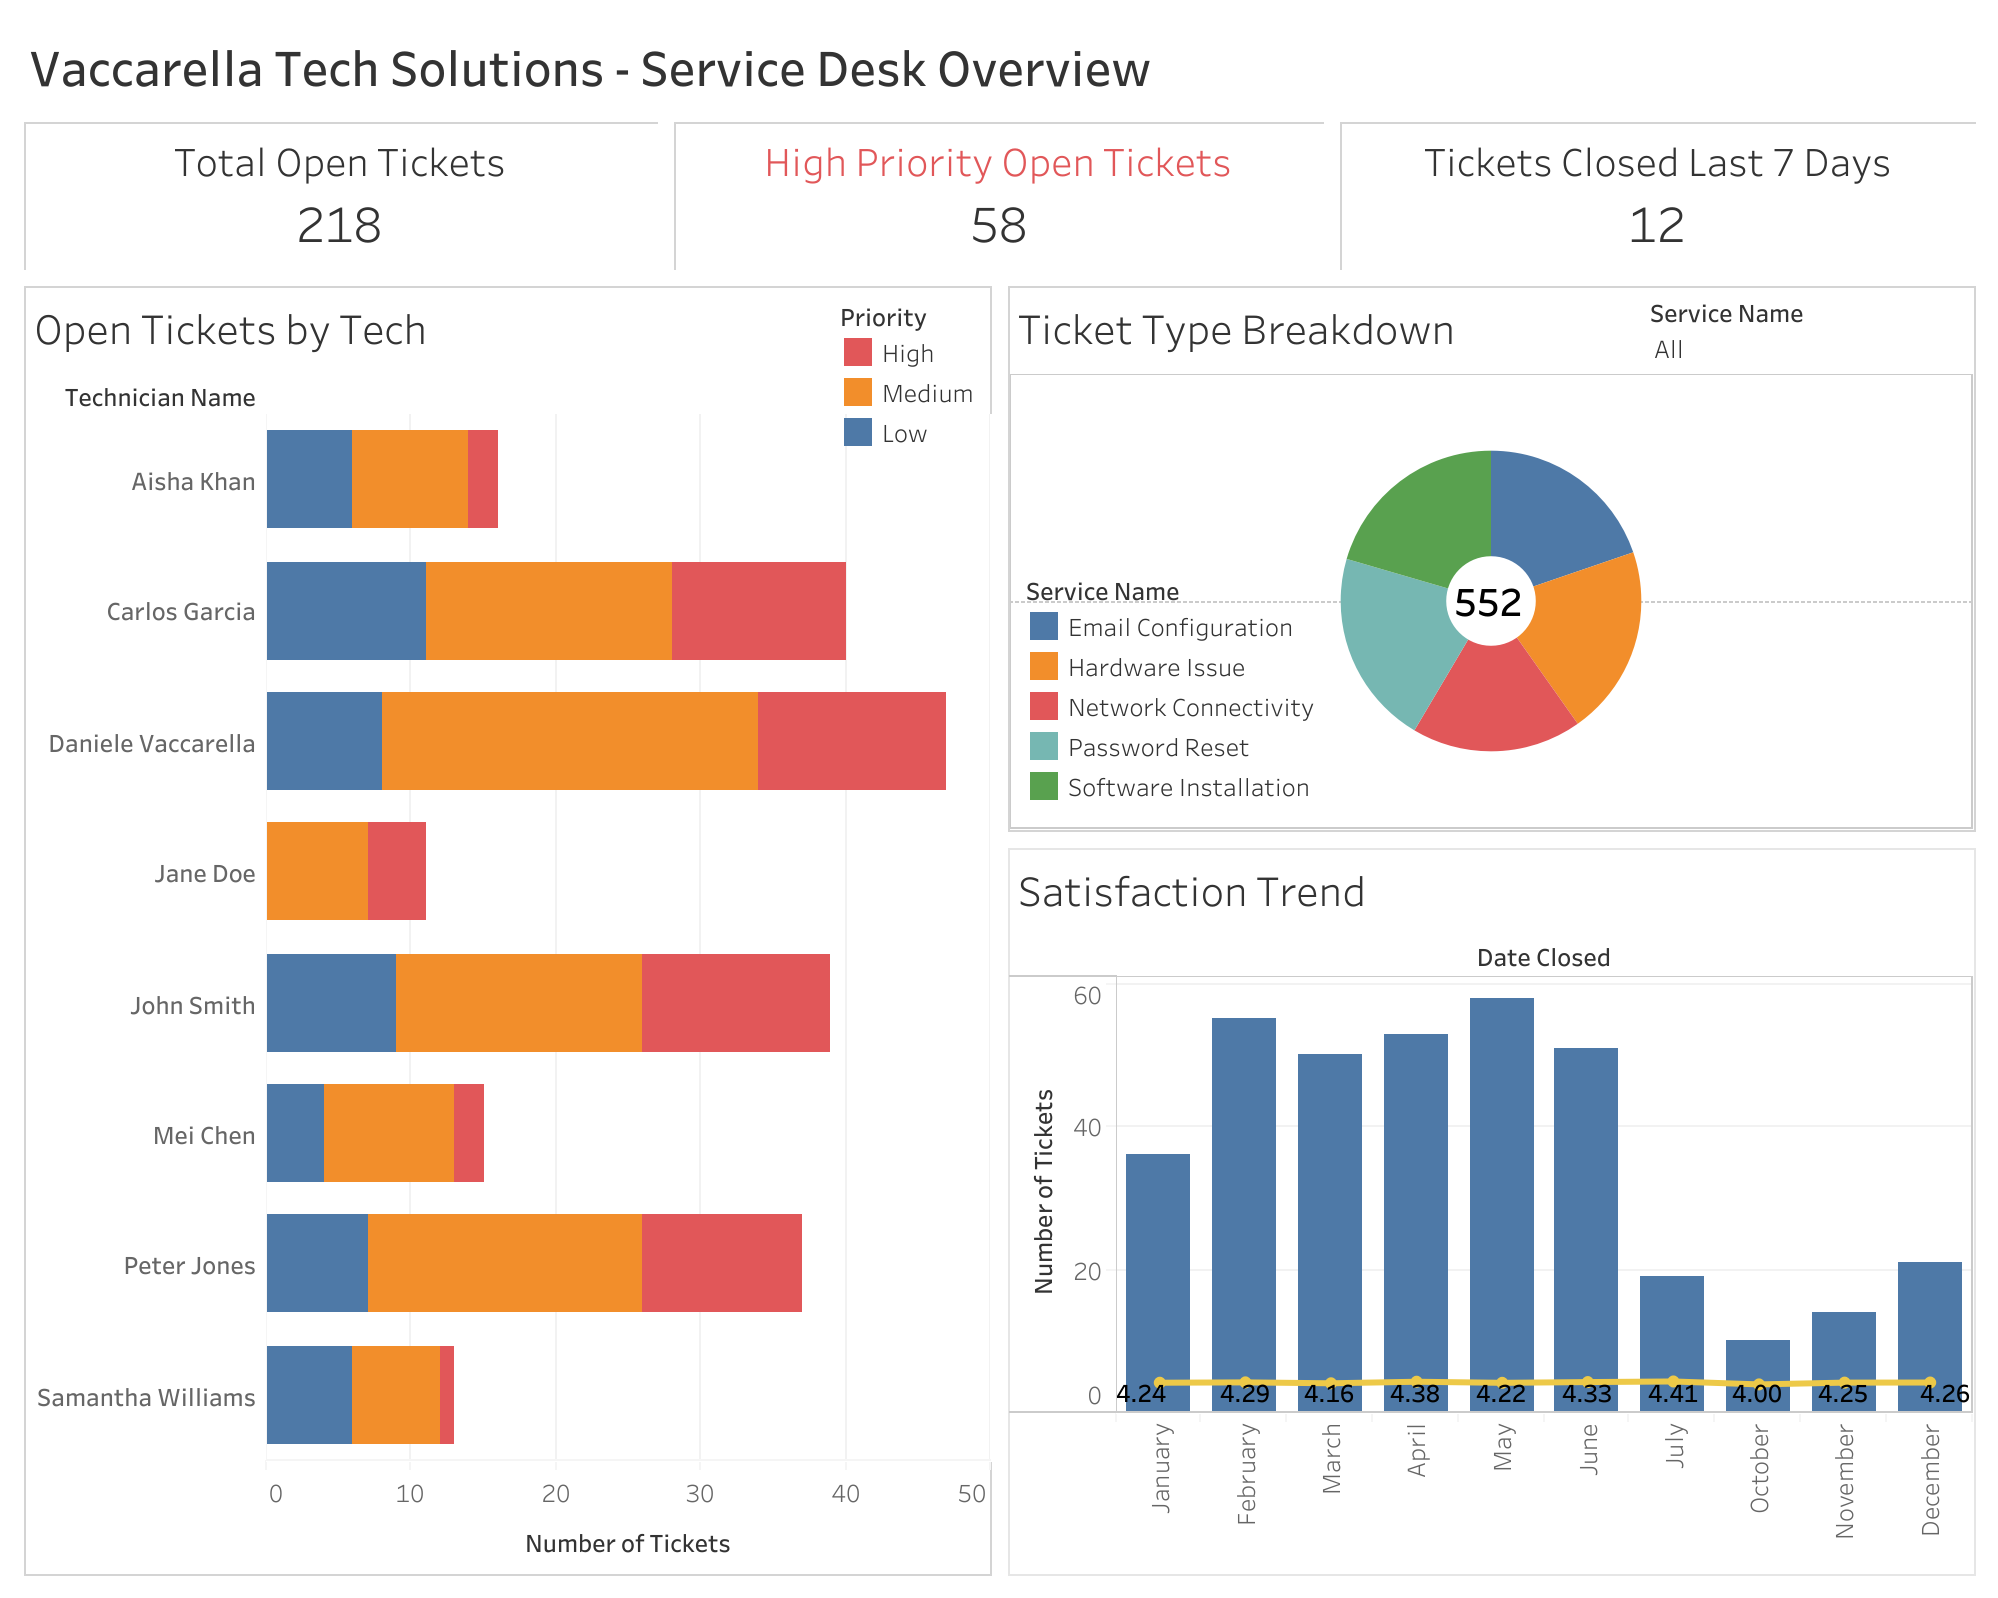 Vaccarella Tech Solutions - Service Desk Overview
Total Open Tickets
218
High Priority Open Tickets
58
Tickets Closed Last 7 Days
12
Open Tickets by Tech
Priority
High
Medium
Low
Technician Name
Aisha Khan
Carlos Garcia
Daniele Vaccarella
Jane Doe
John Smith
Mei Chen
Peter Jones
Samantha Williams
0 10 20 30 40 50
Number of Tickets
Ticket Type Breakdown
Service Name
All
552
Service Name
Email Configuration
Hardware Issue
Network Connectivity
Password Reset
Software Installation
Satisfaction Trend
Date Closed
Number of Tickets
60
40
20
0
4.24 4.29 4.16 4.38 4.22 4.33 4.41 4.00 4.25 4.26
January February March April May June July October November December